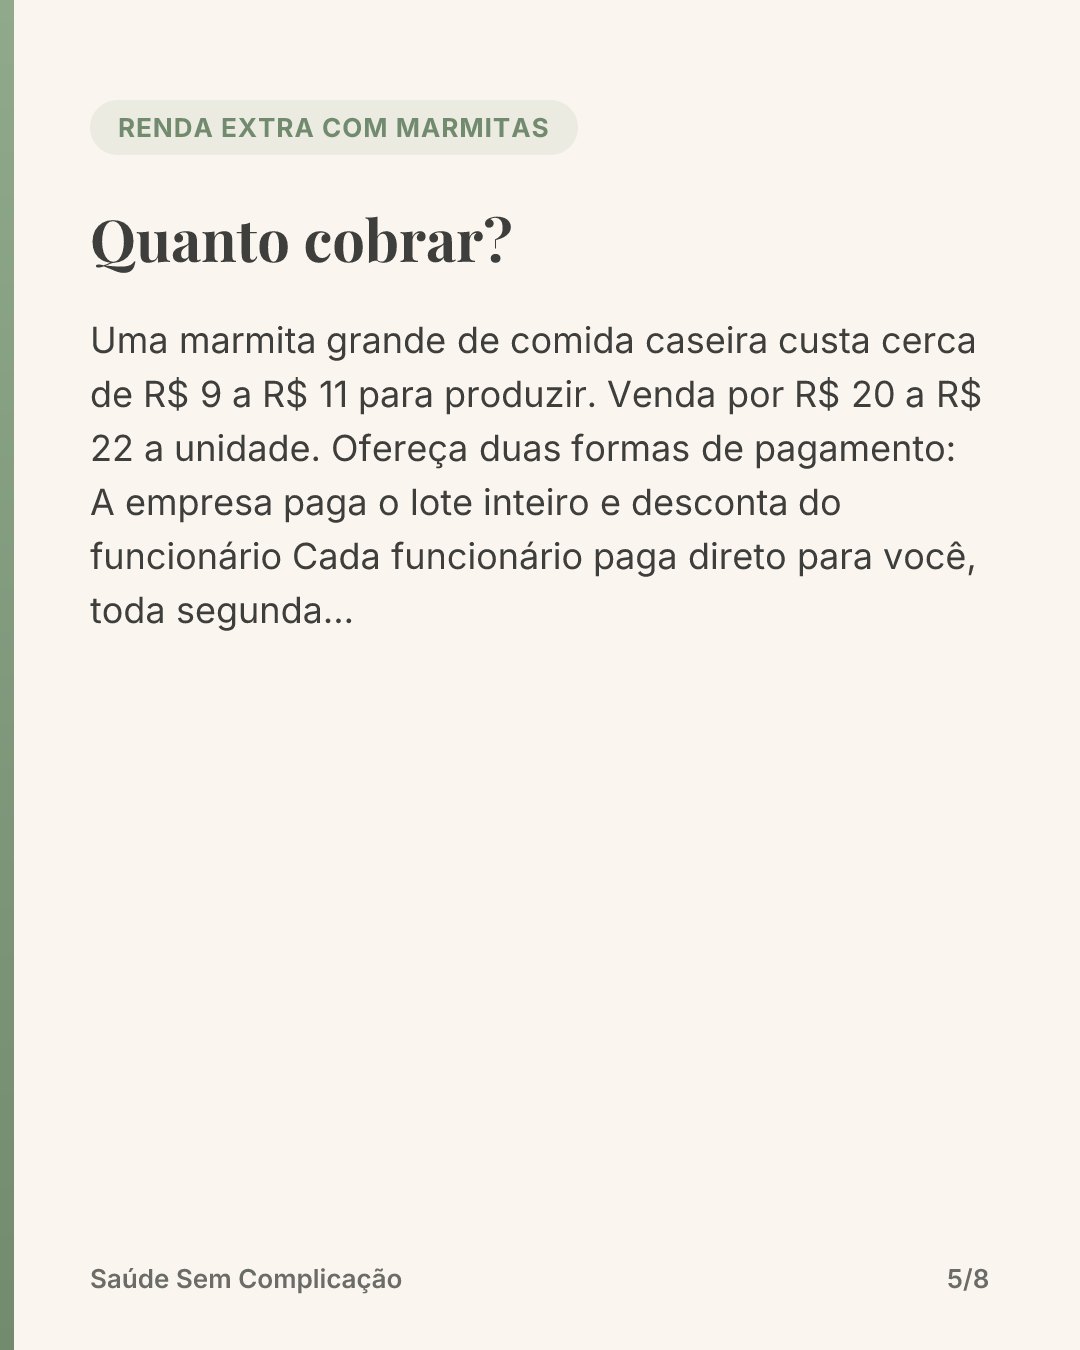 RENDA EXTRA COM MARMITAS
Quanto cobrar?
Uma marmita grande de comida caseira custa cerca
de R$ 9 a R$ 11 para produzir. Venda por R$ 20 a R$
22 a unidade. Ofereça duas formas de pagamento:
A empresa paga o lote inteiro e desconta do
funcionário Cada funcionário paga direto para você,
toda segunda...
Saúde Sem Complicação
5/8